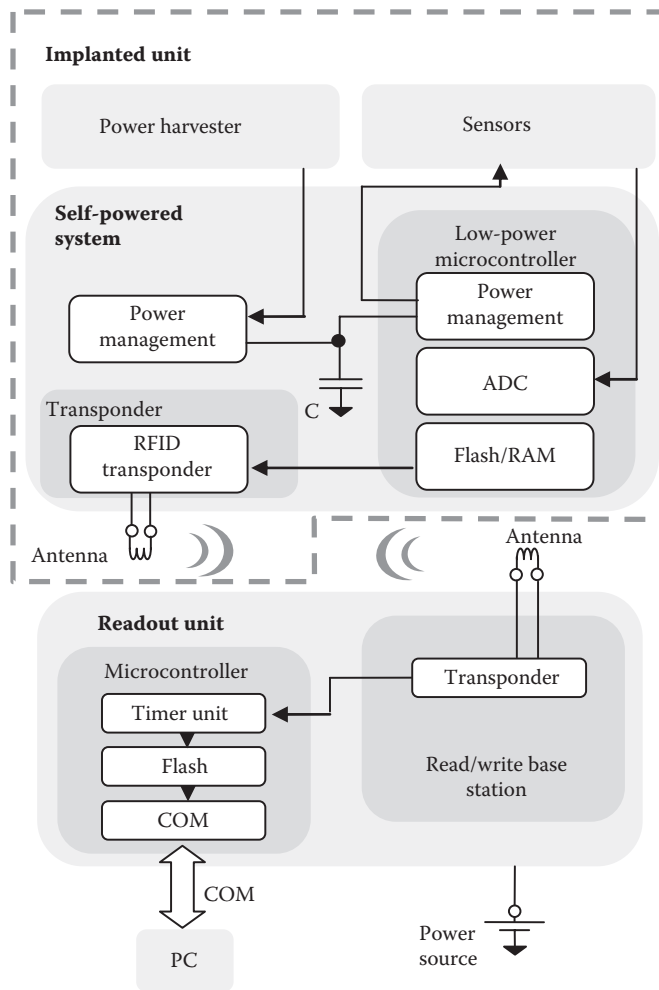 Implanted unit
Power harvester
Sensors
Self-powered
system
Low-power
microcontroller
Power
management
Power
management
ADC
C
Transponder
RFID
transponder
Flash/RAM
Antenna
Antenna
Readout unit
Microcontroller
Transponder
Timer unit
Flash
Read/write base
station
COM
COM
Power
source
PC